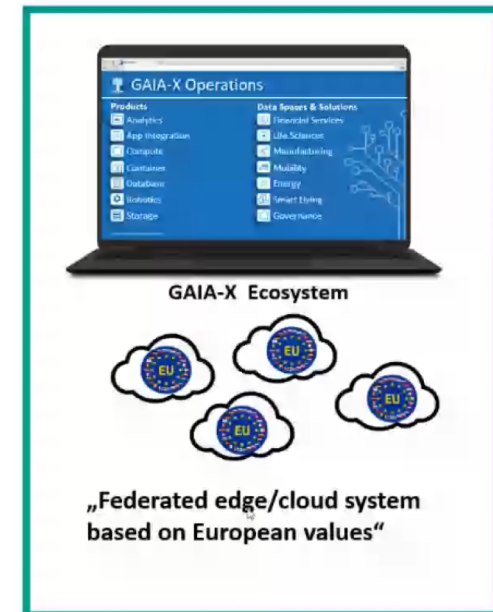 GAIA-X Operations
Products
Analytics
App Integration
Compute
Container
Database
Robotics
Storage
Data Spaces & Solutions
Financial Services
Life Sciences
Manufacturing
Mobility
Energy
Smart Living
Governance
GAIA-X Ecosystem
EU
EU
EU
EU
„Federated edge/cloud system
based on European values“